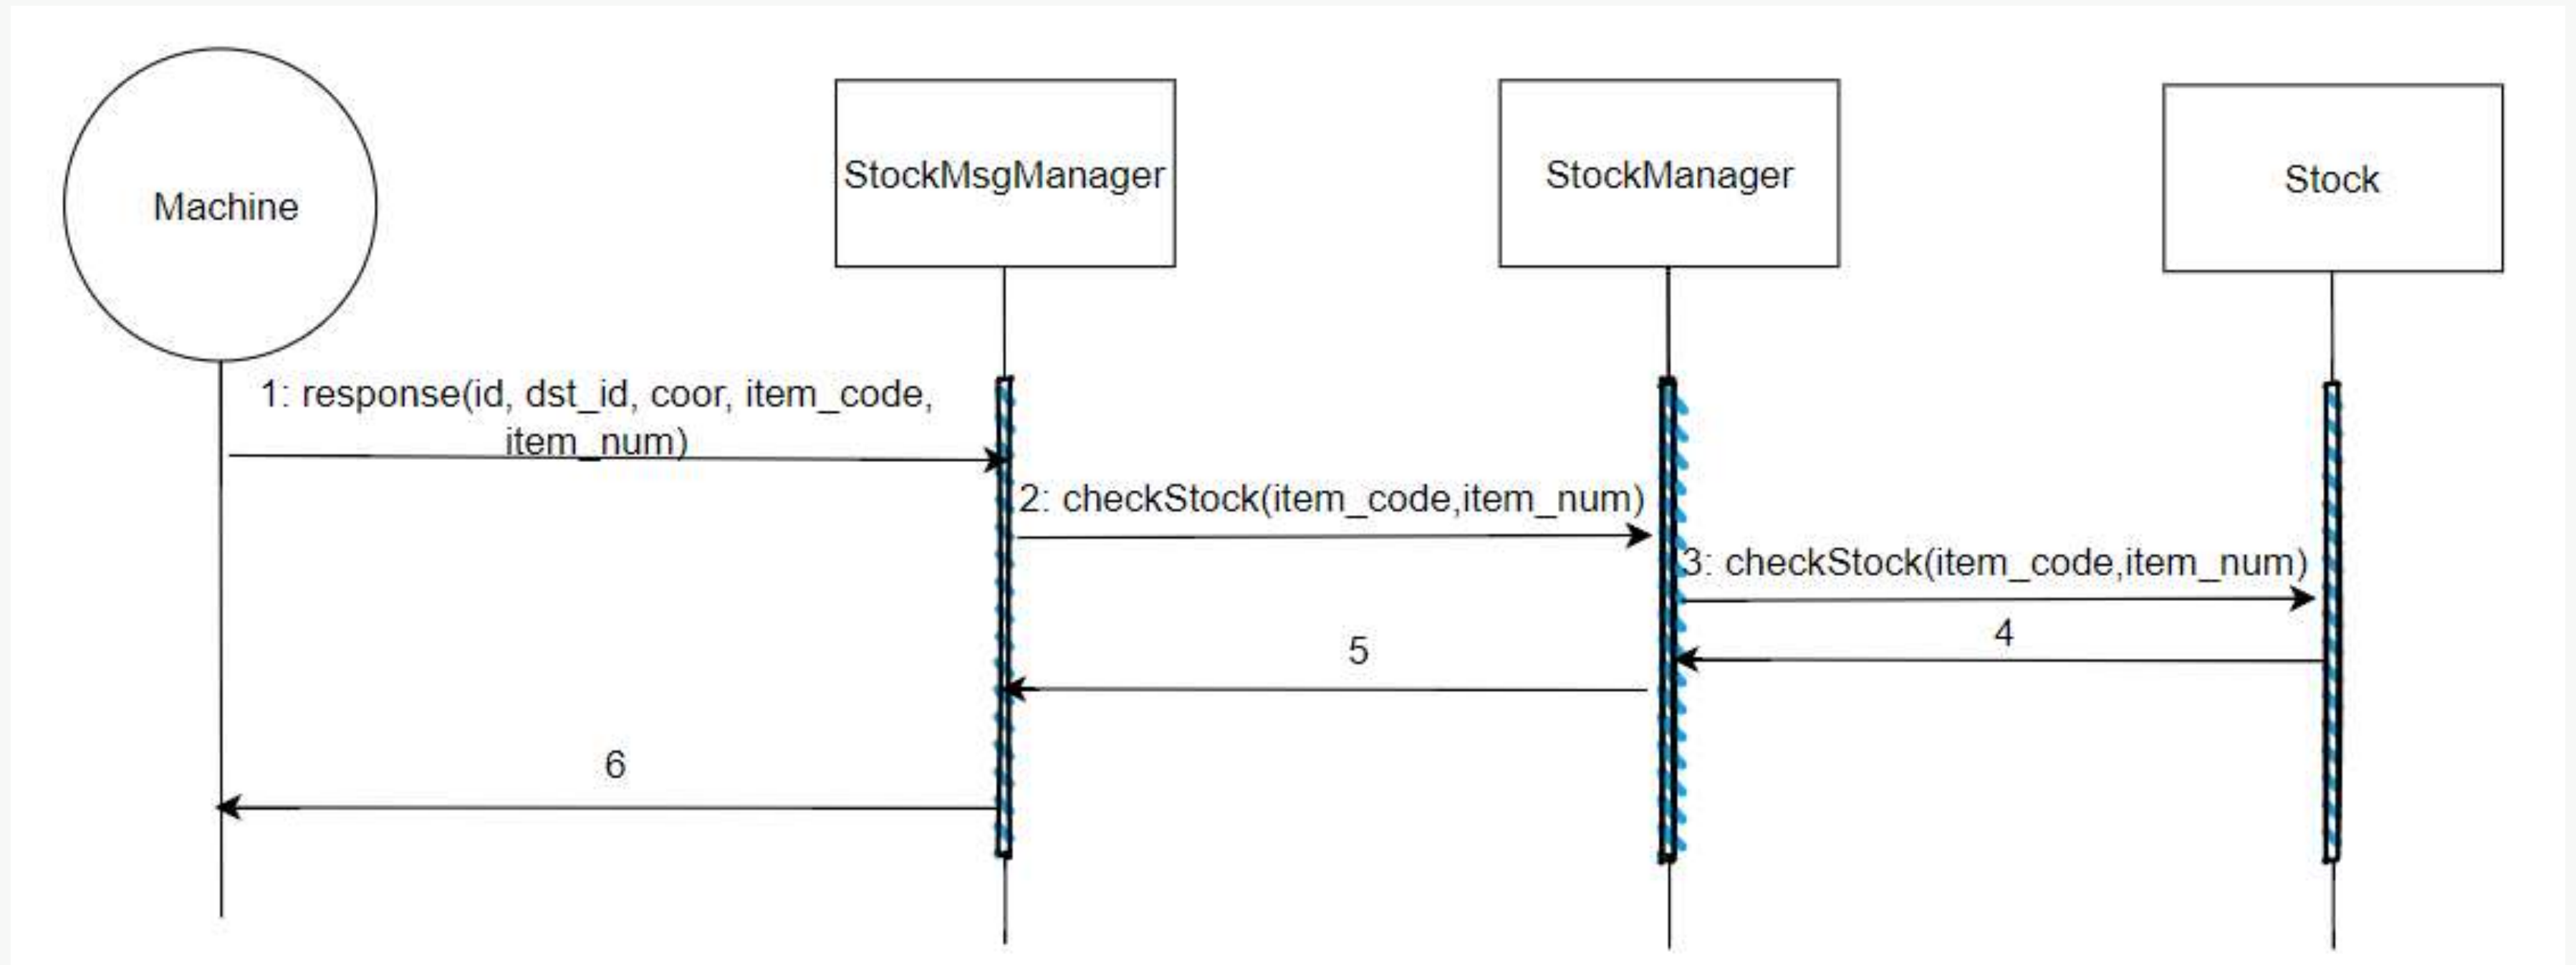 Machine
StockMsgManager
StockManager
Stock
1: response(id, dst_id, coor, item_code,
item_num)
2: checkStock(item_code,item_num)
3: checkStock(item_code,item_num)
4
5
6